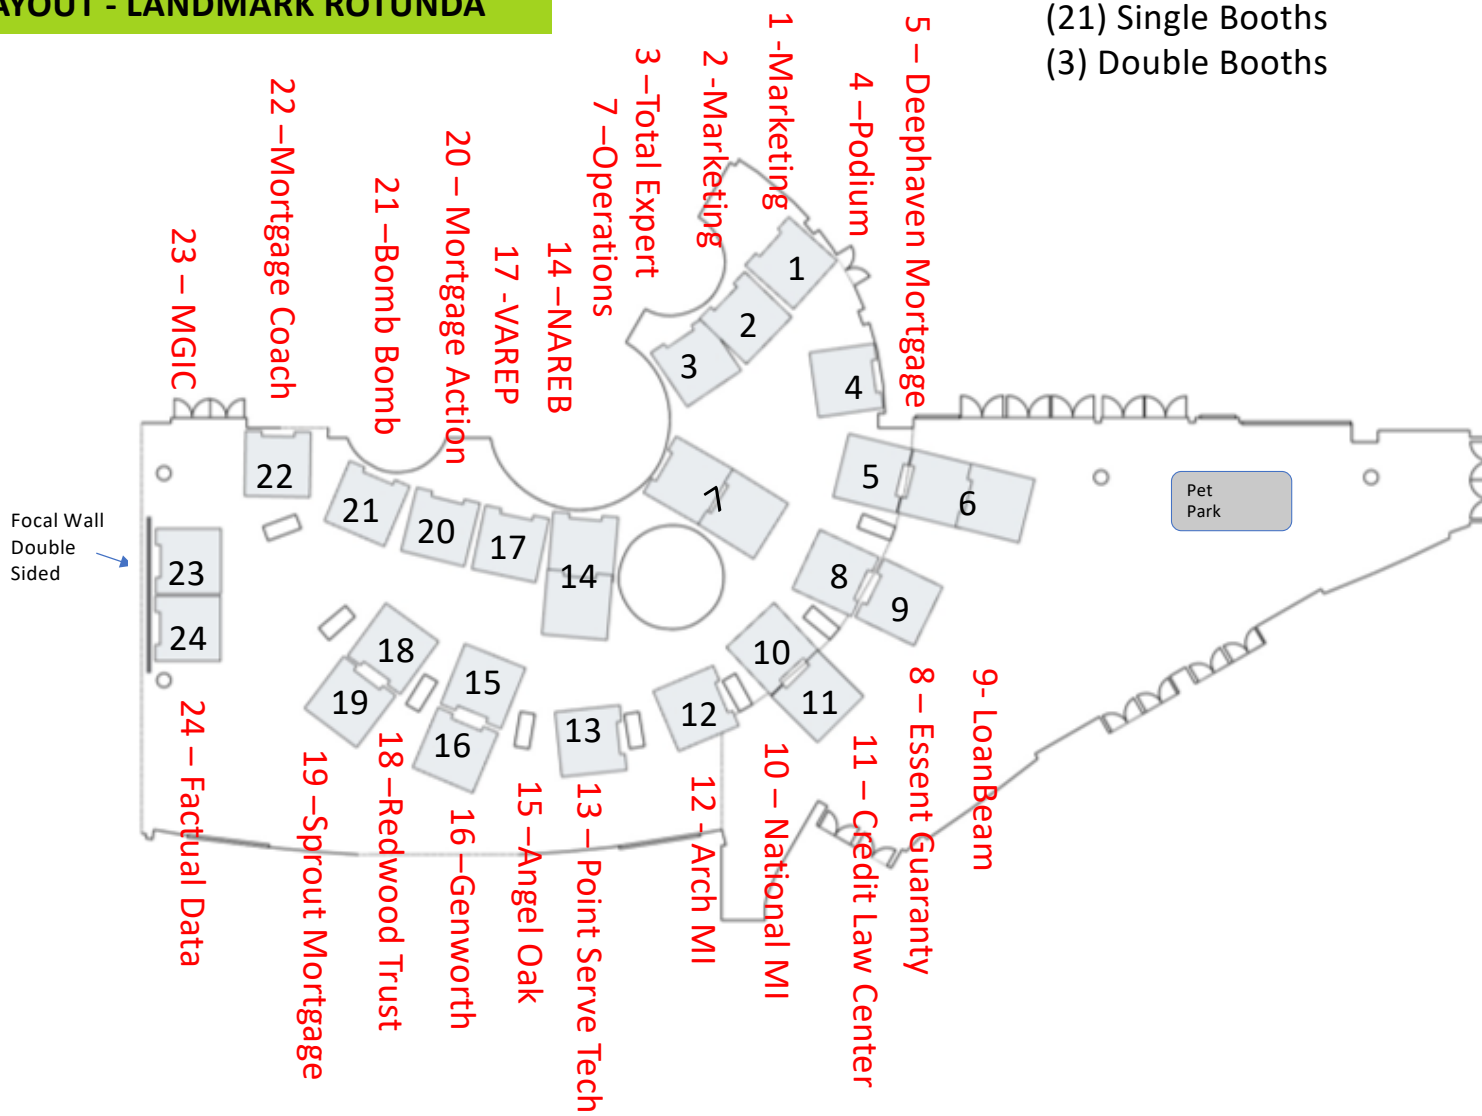 AYOUT - LANDMARK ROTUNDA
(21) Single Booths
(3) Double Booths
23 – MGIC
22 –Mortgage Coach
21 –Bomb Bomb
20 – Mortgage Action
17 -VAREP
14 –NAREB
7 –Operations
3 –Total Expert
2 -Marketing
1 -Marketing
4 –Podium
5 – Deephaven Mortgage
1
2
3
4
5
6
7
22
21
20
17
14
8
9
10
11
12
13
15
16
18
19
23
24
Pet
Park
Focal Wall
Double
Sided
24 – Factual Data
19 –Sprout Mortgage
18 –Redwood Trust
16 –Genworth
15 –Angel Oak
13 – Point Serve Tech
12 - Arch MI
10 – National MI
11 – Credit Law Center
8 – Essent Guaranty
9- LoanBeam